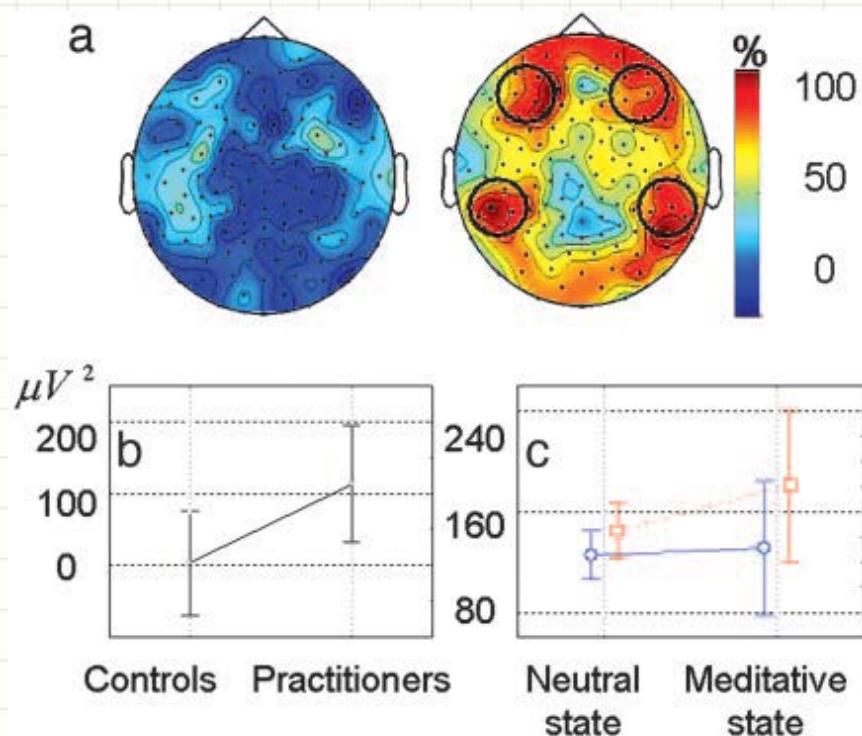 a
%
100
50
0
μV²
200
100
0
b
Controls Practitioners
240
160
80
c
Neutral state
Meditative state